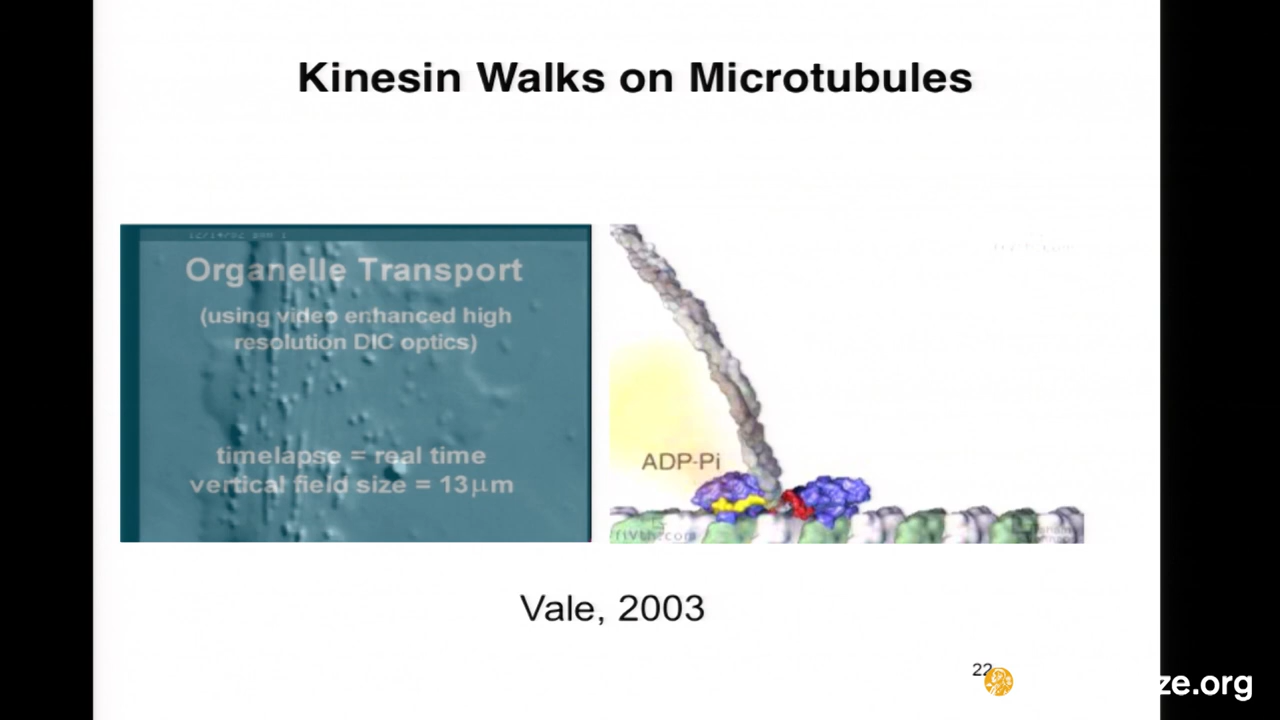 Kinesin Walks on Microtubules
Organelle Transport
(using video enhanced high
resolution DIC optics)
timelapse = real time
vertical field size = 13μm
ADP-Pi
Vale, 2003
22
ze.org